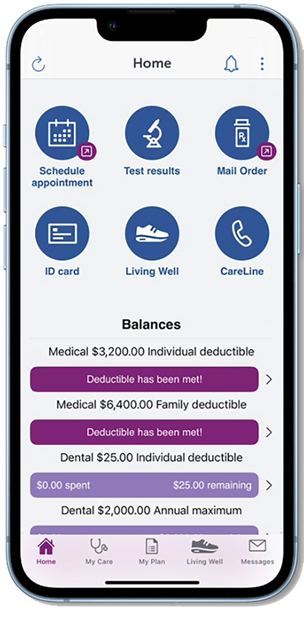 Home
Schedule
appointment
Test results
Rx
Mail Order
ID card
Living Well
CareLine
Balances
Medical $3,200.00 Individual deductible
Deductible has been met!
Medical $6,400.00 Family deductible
Deductible has been met!
Dental $25.00 Individual deductible
$0.00 spent $25.00 remaining
Dental $2,000.00 Annual maximum
Home My Care My Plan Living Well Messages